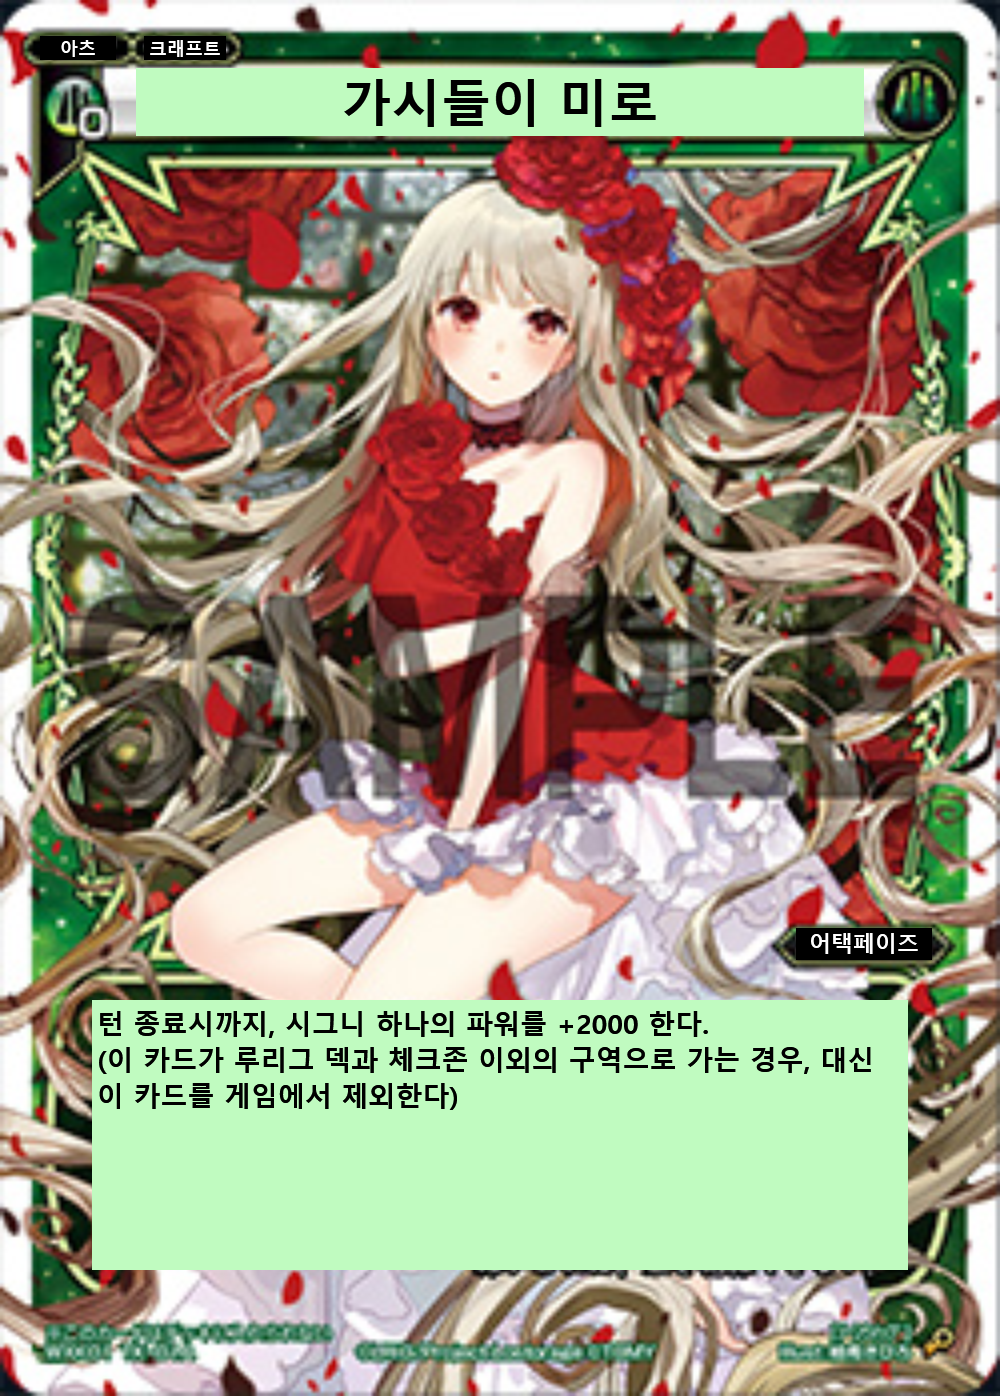 아츠 크래프트
0
가시들이 미로
SAMPLE
어택페이즈
턴 종료시까지, 시그니 하나의 파워를 +2000 한다.
(이 카드가 루리그 덱과 체크존 이외의 구역으로 가는 경우, 대신
이 카드를 게임에서 제외한다)